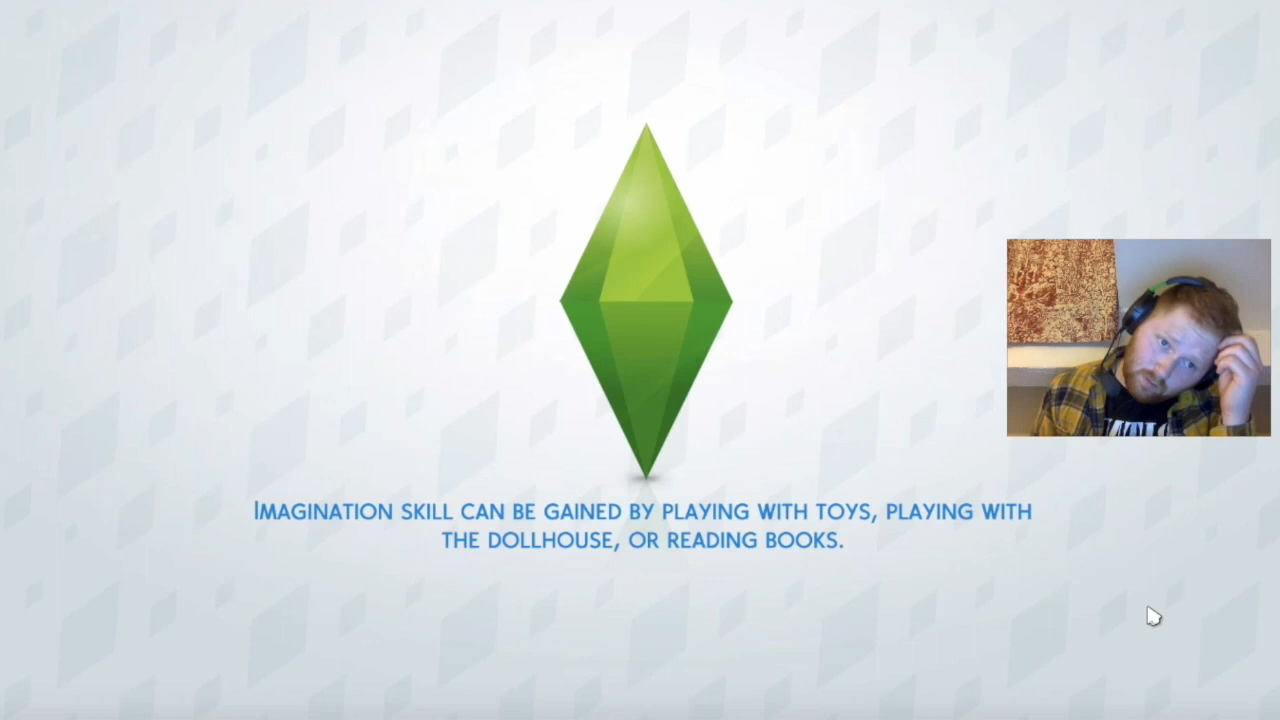 Imagination skill can be gained by playing with toys, playing with
the dollhouse, or reading books.